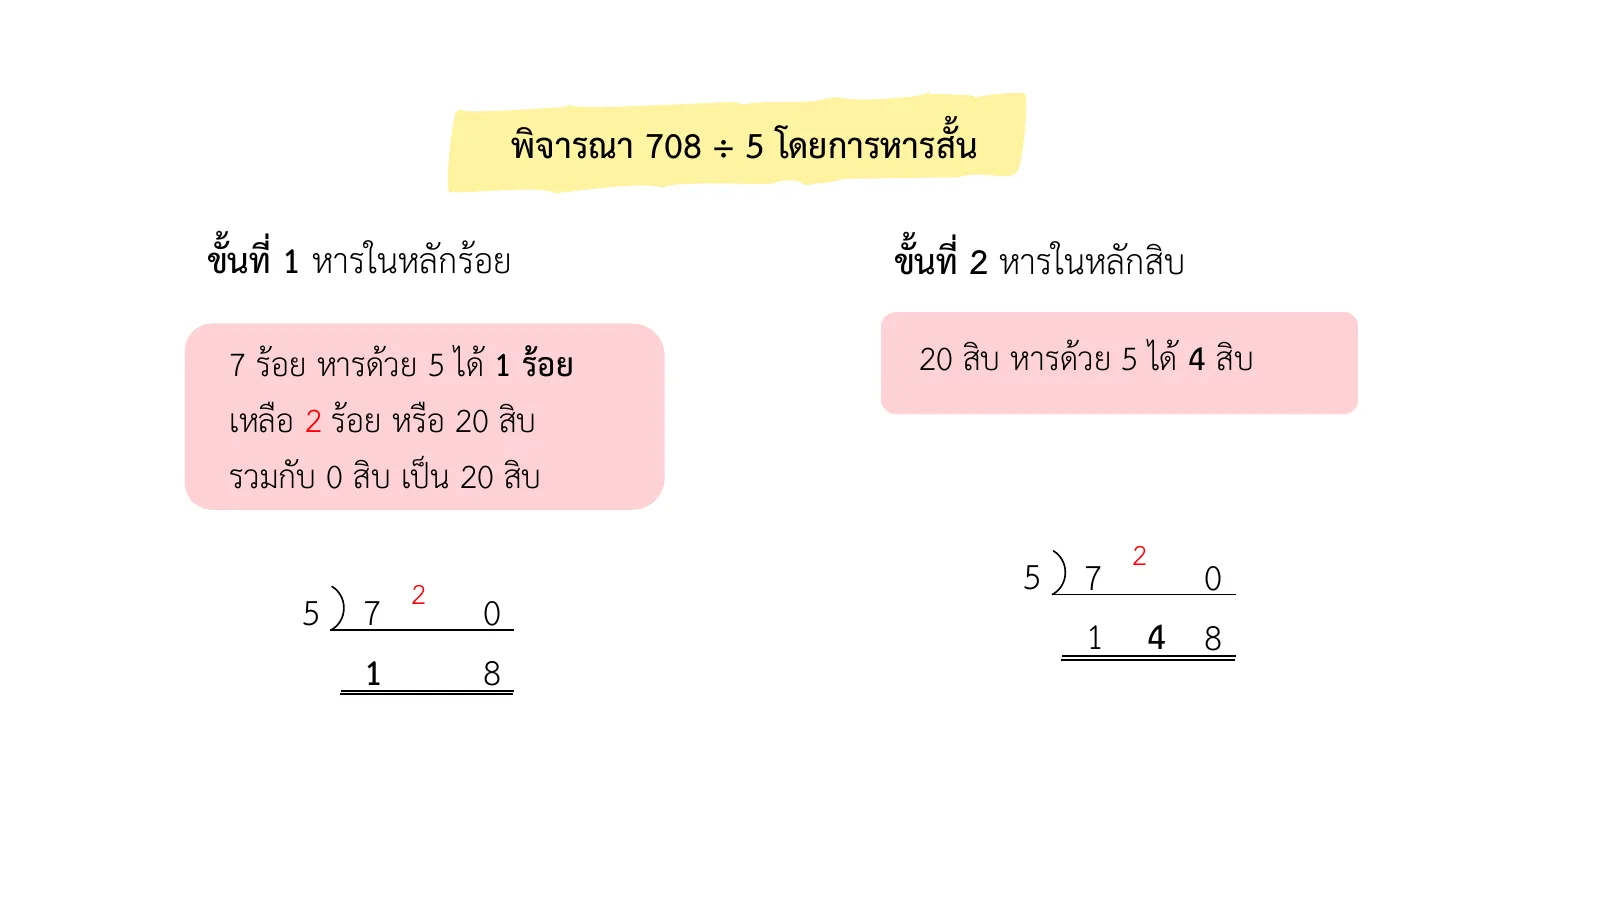 พิจารณา 708 ÷ 5 โดยการหารสั้น
ขั้นที่ 1 หารในหลักร้อย
7 ร้อย หารด้วย 5 ได้ 1 ร้อย
เหลือ 2 ร้อย หรือ 20 สิบ
รวมกับ 0 สิบ เป็น 20 สิบ
2
5 ) 7 0
1 8
ขั้นที่ 2 หารในหลักสิบ
20 สิบ หารด้วย 5 ได้ 4 สิบ
2
5 ) 7 0
1 4 8